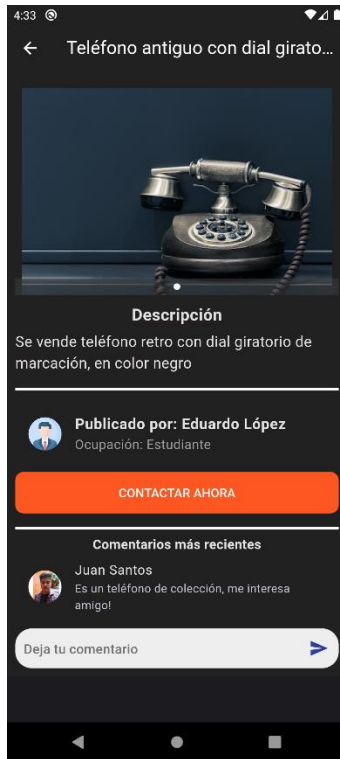 4:33
Teléfono antiguo con dial girato...
Descripción
Se vende teléfono retro con dial giratorio de
marcación, en color negro
Publicado por: Eduardo López
Ocupación: Estudiante
CONTACTAR AHORA
Comentarios más recientes
Juan Santos
Es un teléfono de colección, me interesa
amigo!
Deja tu comentario